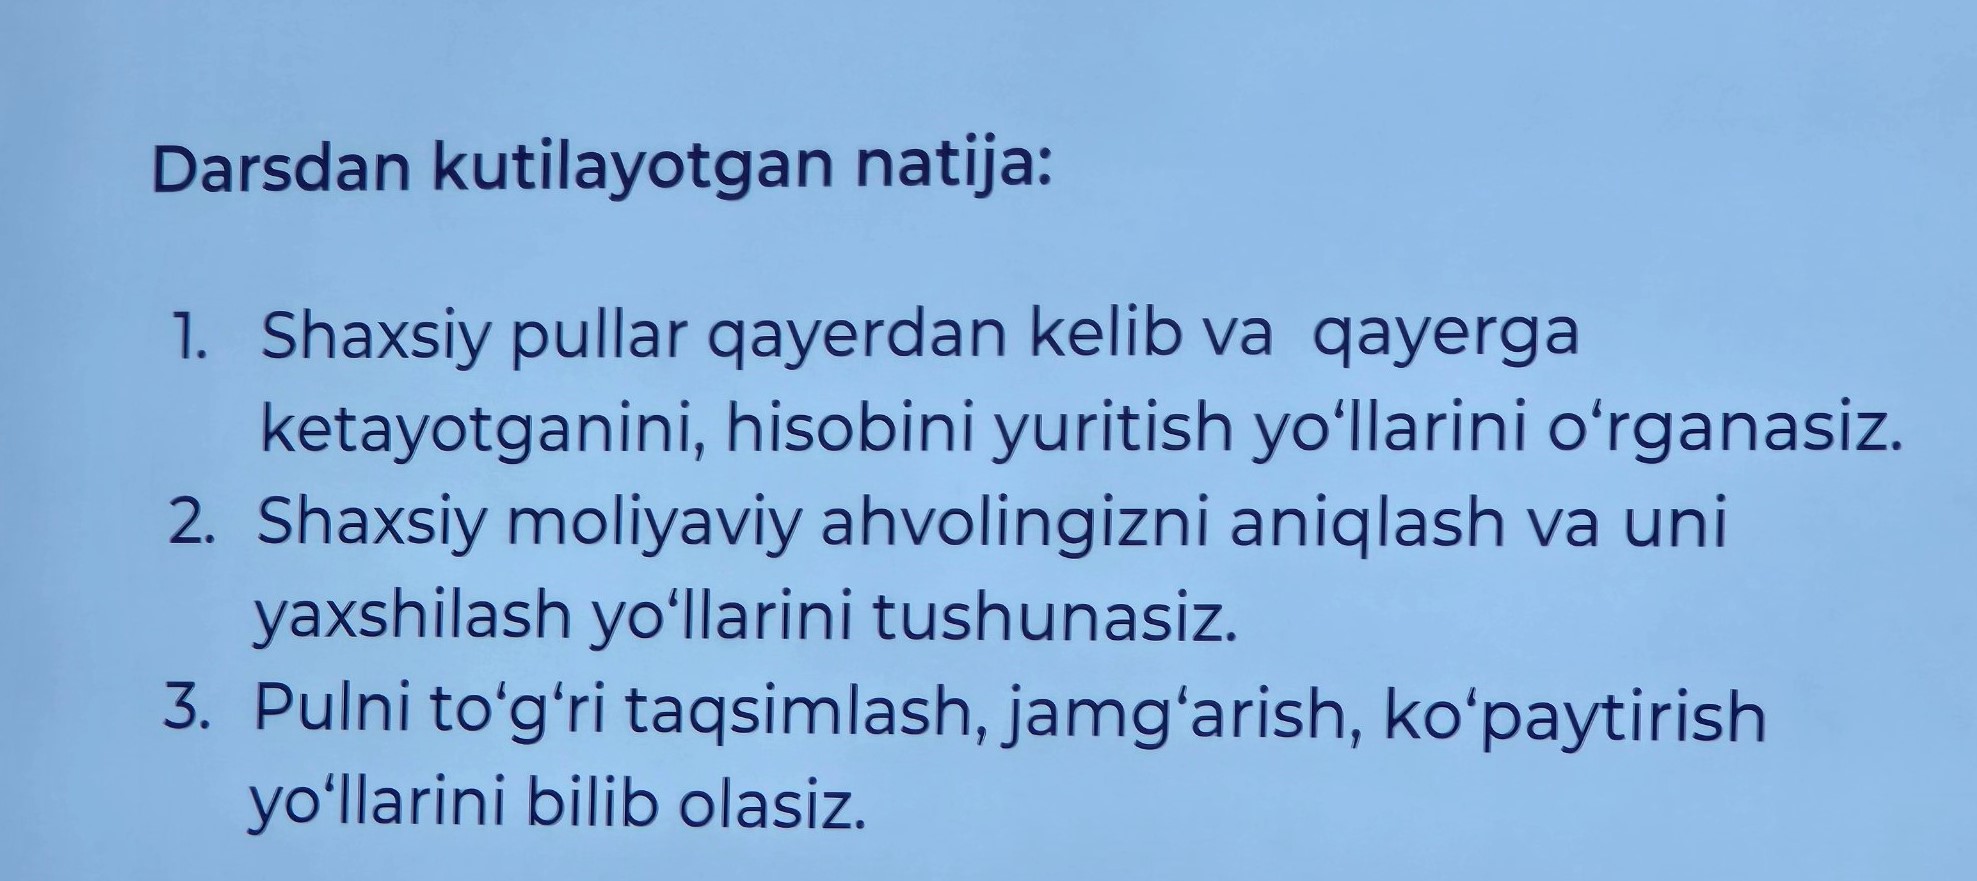 Darsdan kutilayotgan natija:
1. Shaxsiy pullar qayerdan kelib va qayerga
ketayotganini, hisobini yuritish yo‘llarini o‘rganasiz.
2. Shaxsiy moliyaviy ahvolingizni aniqlash va uni
yaxshilash yo‘llarini tushunasiz.
3. Pulni to‘g‘ri taqsimlash, jamg‘arish, ko‘paytirish
yo‘llarini bilib olasiz.